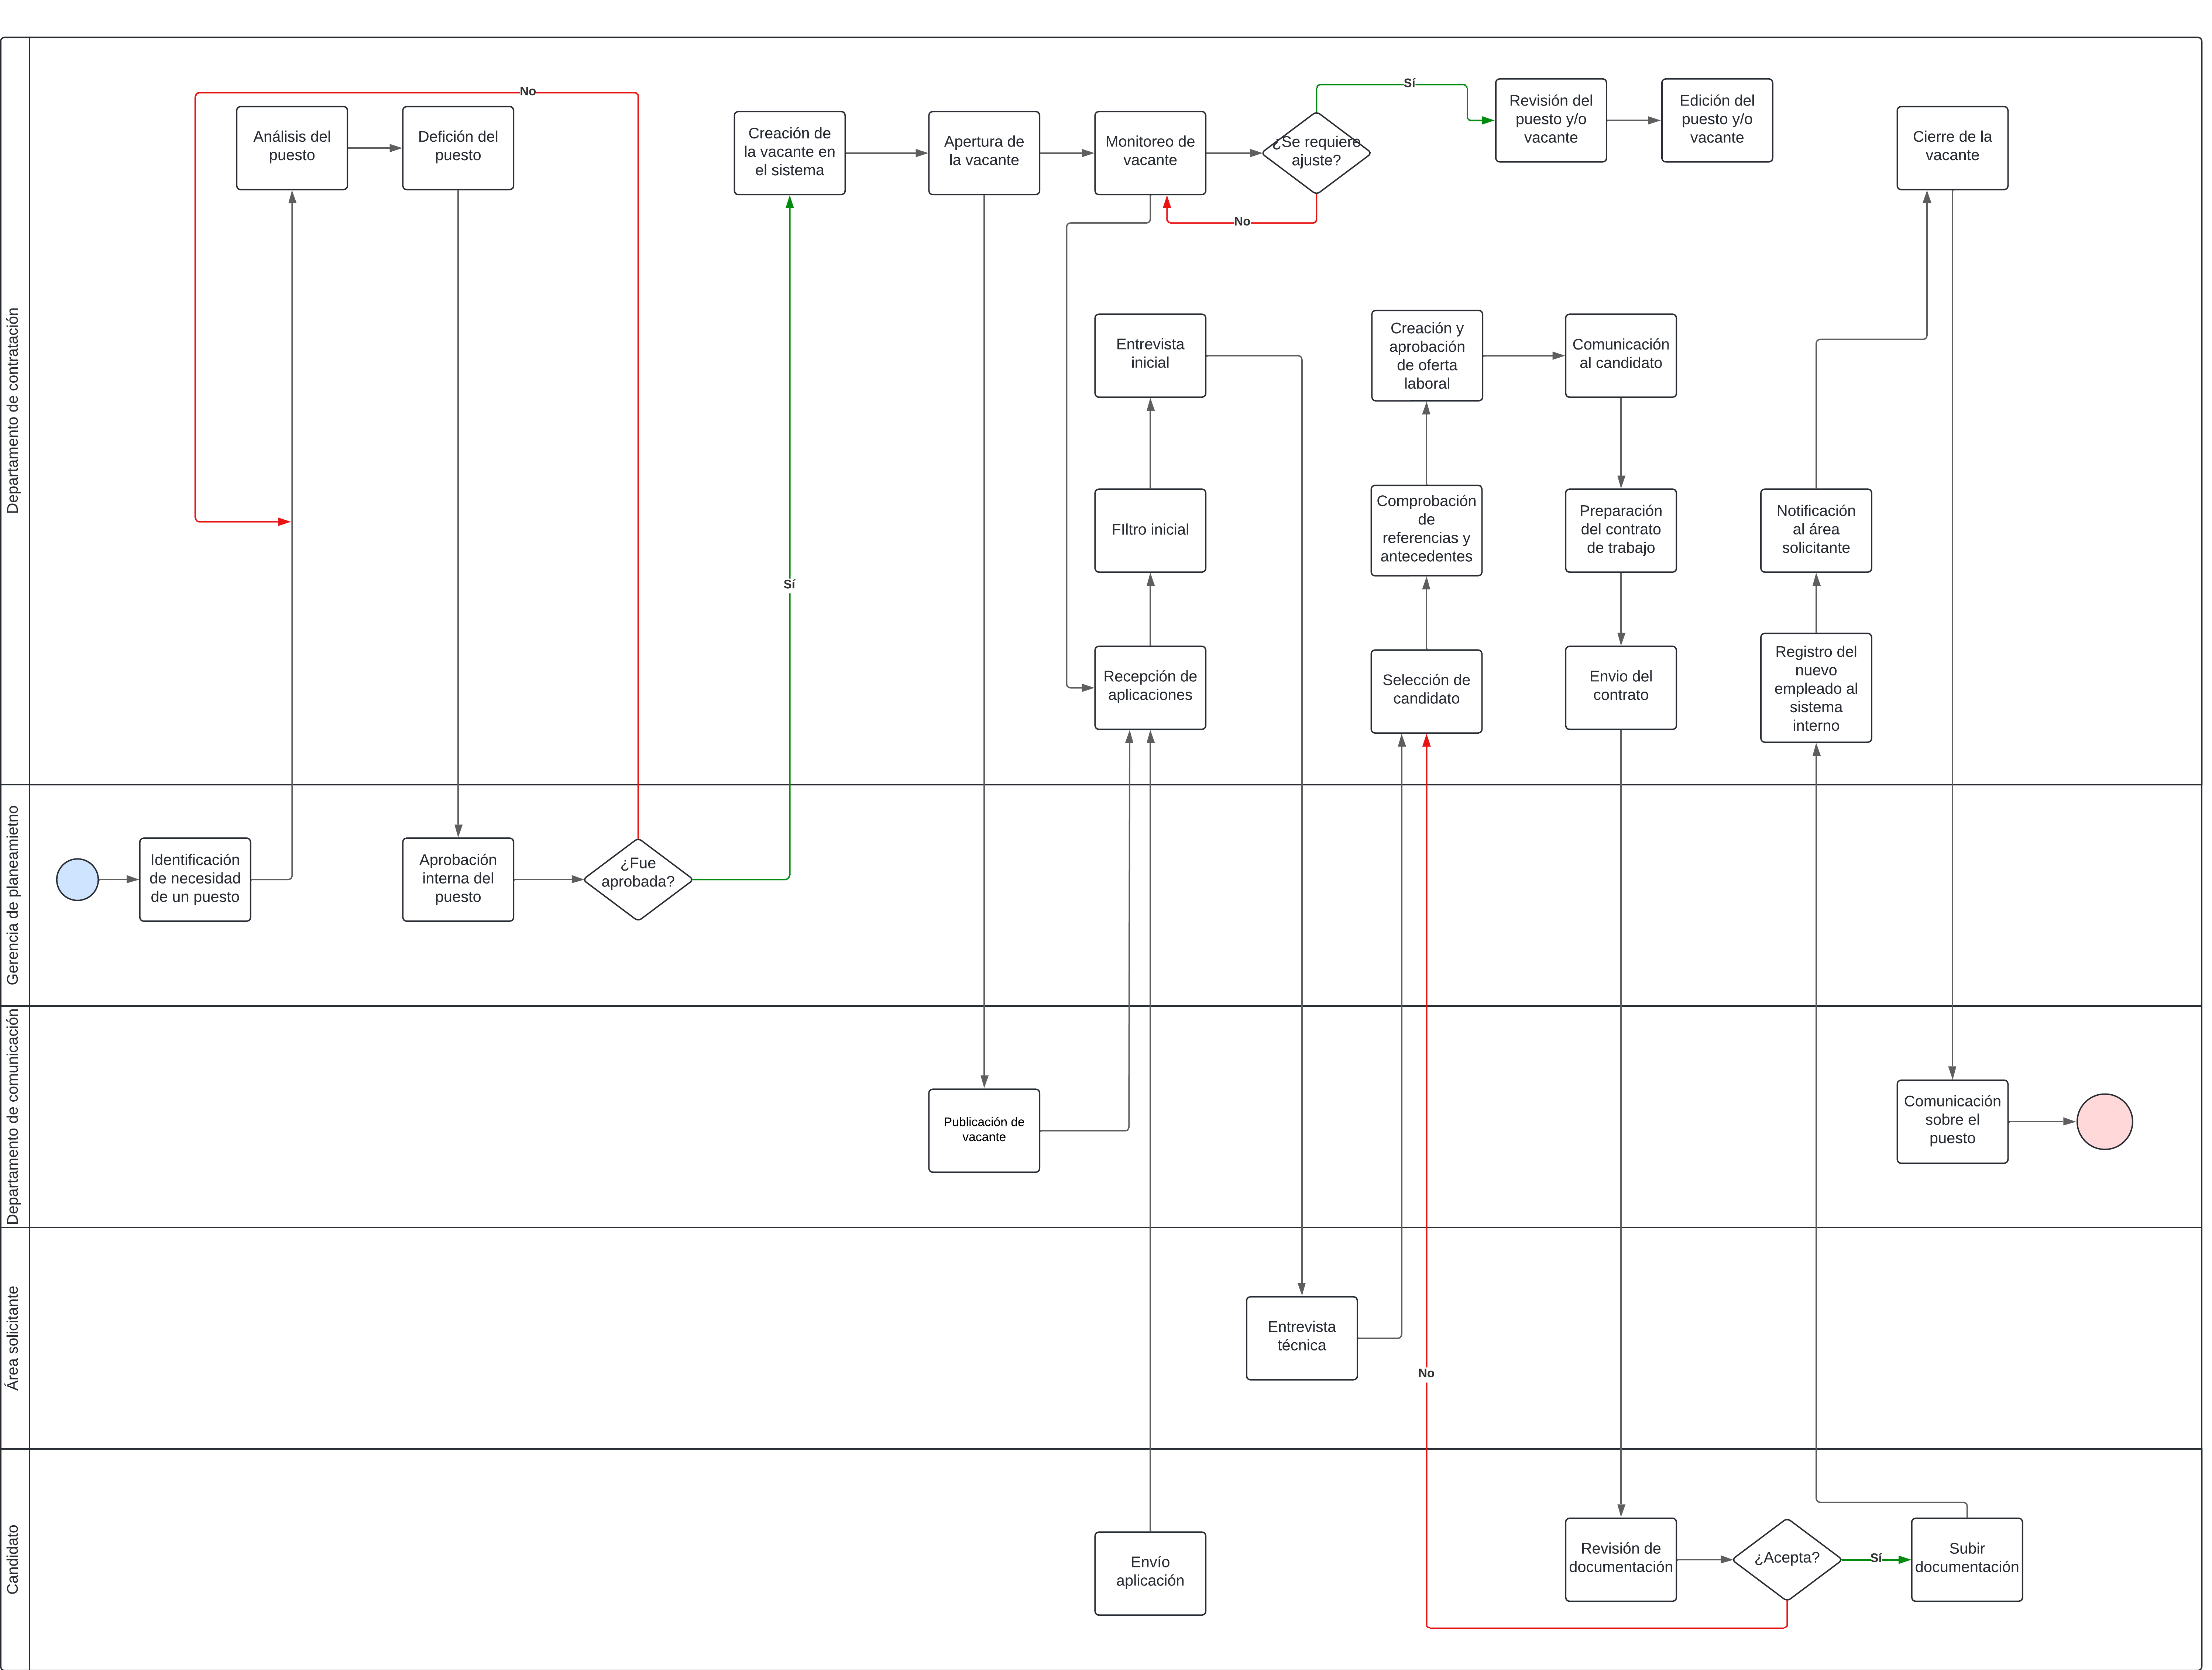 Departamento de contratación
No
Análisis del
puesto
Defición del
puesto
Creación de
la vacante en
el sistema
Apertura de
la vacante
Monitoreo de
vacante
¿Se requiere
ajuste?
Sí
No
Revisión del
puesto y/o
vacante
Edición del
puesto y/o
vacante
Cierre de la
vacante
Entrevista
inicial
Creación y
aprobación
de oferta
laboral
Comunicación
al candidato
FIltro inicial
Comprobación
de
referencias y
antecedentes
Preparación
del contrato
de trabajo
Notificación
al área
solicitante
Sí
Recepción de
aplicaciones
Selección de
candidato
Envio del
contrato
Registro del
nuevo
empleado al
sistema
interno
Gerencia de planeamietno
Identificación
de necesidad
de un puesto
Aprobación
interna del
puesto
¿Fue
aprobada?
Departamento de comunicación
Publicación de
vacante
Comunicación
sobre el
puesto
Área solicitante
Entrevista
técnica
No
Candidato
Envío
aplicación
Revisión de
documentación
¿Acepta?
Sí
Subir
documentación